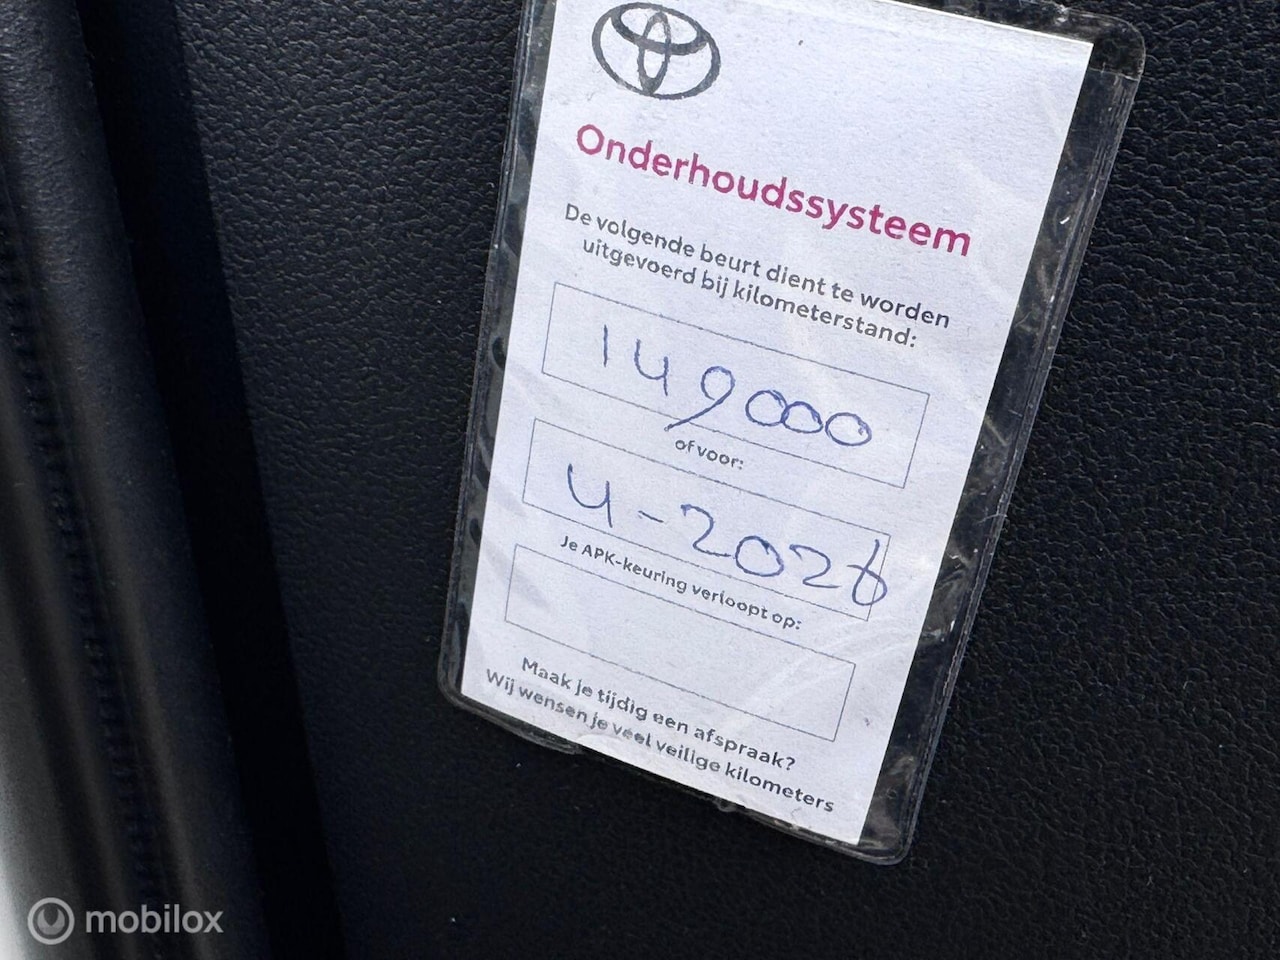 Onderhoudssysteem
De volgende beurt dient te worden
uitgevoerd bij kilometerstand:
149000
of voor:
4-2026
Je APK-keuring verloopt op:
Maak je tijdig een afspraak?
Wij wensen je veel veilige kilometers
mobilox